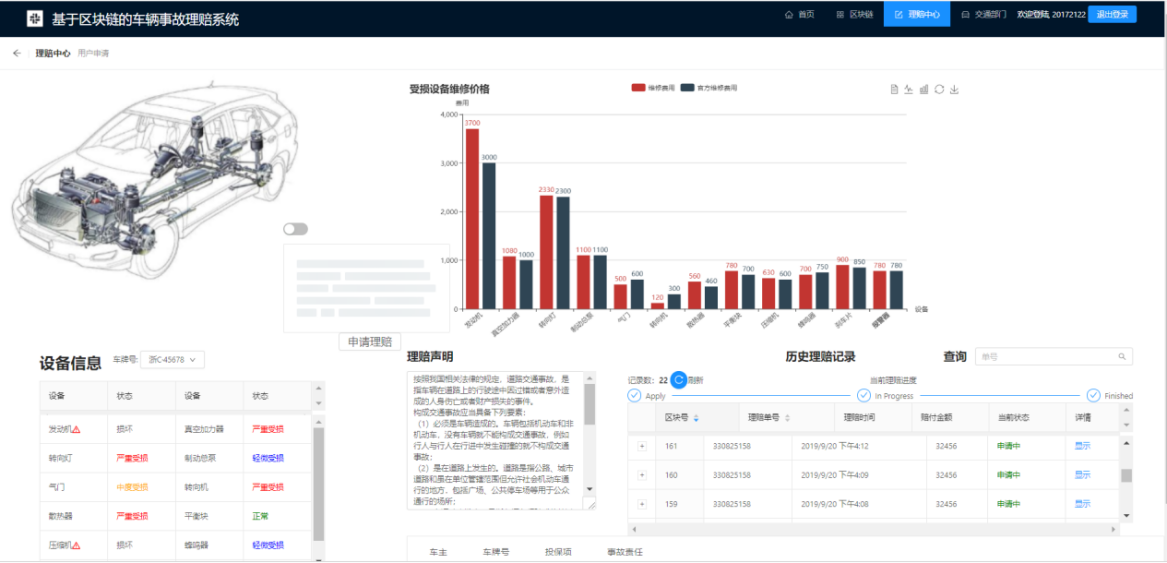 基于区块链的车辆事故理赔系统
首页 区块链 理赔中心 交通部门 欢迎登陆, 20172122 退出登录
理赔中心 用户申请
受损设备维修价格
维修费用 官方维修费用
费用
4,000
3,000
2,000
1,000
0
3700 3000
1080 1000
2330 2300
1100 1100
500 600
120 300
560 460
780 700
630 600
700 750
900 850
780 780
发动机 真空加力器 转向灯 制动总泵 气门 转向机 散热器 平衡块 压缩机 蜂鸣器 刹车片 报警器
设备
申请理赔
设备信息 车牌号: 浙C45678
设备 状态 设备 状态
发动机 损坏 真空加力器 严重受损
转向灯 严重受损 制动总泵 轻微受损
气门 中度受损 转向机 严重受损
散热器 严重受损 平衡块 正常
压缩机 损坏 蜂鸣器 轻微受损
理赔声明
按照我国相关法律的规定，道路交通事故，是
指车辆在道路上的行驶途中因过错或者意外造
成的人身伤亡或者财产损失的事件。
构成交通事故应当具备下列要素：
（1）必须是车辆造成的。车辆包括机动车和非
机动车，没有车辆就不能构成交通事故，例如
行人与行人在行进中发生碰撞的就不构成交通
事故；
（2）是在道路上发生的。道路是指公路、城市
道路和虽在单位管辖范围但允许社会机动车通
行的地方，包括广场、公共停车场等用于公众
通行的场所；
历史理赔记录 查询 单号
记录数: 22 刷新
当前理赔进度
Apply In Progress Finished
区块号 理赔单号 理赔时间 赔付金额 当前状态 详情
161 330825158 2019/9/20 下午4:12 32456 申请中 显示
160 330825158 2019/9/20 下午4:09 32456 申请中 显示
159 330825158 2019/9/20 下午4:08 32456 申请中 显示
车主 车牌号 投保项 事故责任